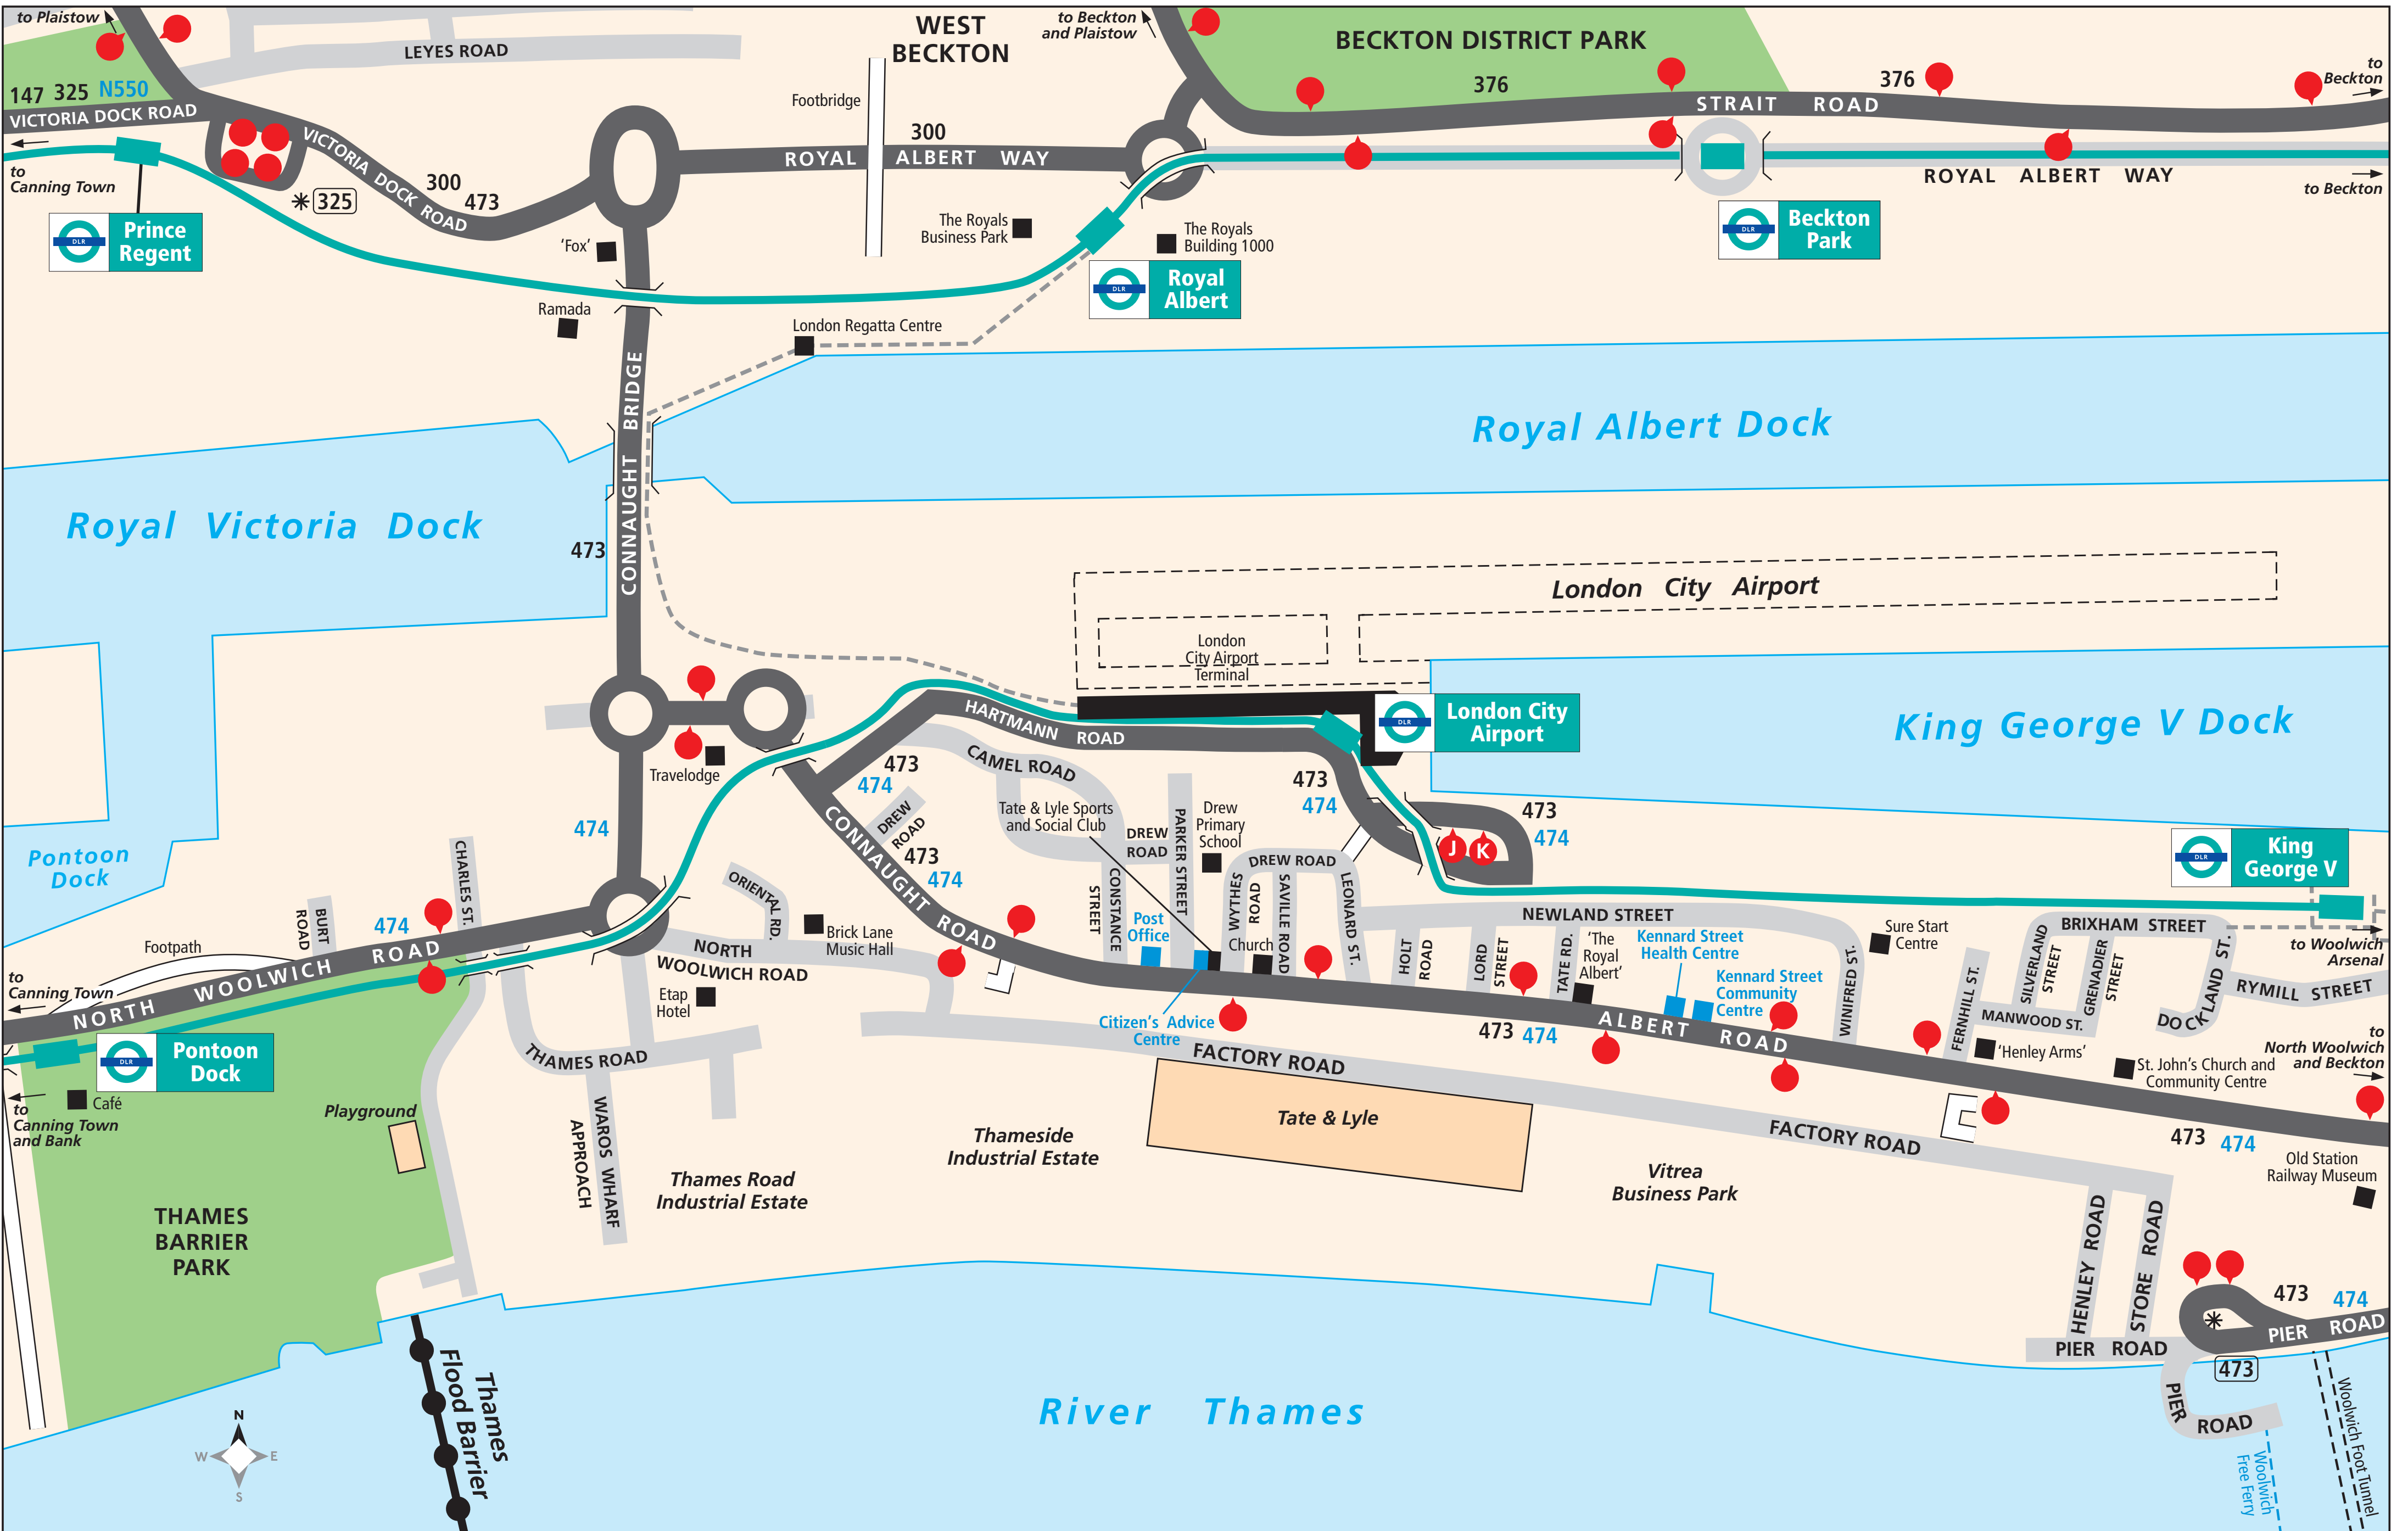 to Plaistow
LEYES ROAD
WEST
BECKTON
to Beckton
and Plaistow
BECKTON DISTRICT PARK
to
Beckton
147 325 N550
VICTORIA DOCK ROAD
VICTORIA DOCK ROAD
Footbridge
376
376
STRAIT ROAD
300
ROYAL ALBERT WAY
ROYAL ALBERT WAY
to Beckton
to
Canning Town
325
300
473
DLR
Prince
Regent
'Fox'
The Royals
Business Park
The Royals
Building 1000
DLR
Royal
Albert
DLR
Beckton
Park
Ramada
London Regatta Centre
CONNAUGHT BRIDGE
Royal Albert Dock
Royal Victoria Dock
473
London City Airport
London
City Airport
Terminal
DLR
London City
Airport
King George V Dock
HARTMANN ROAD
Travelodge
473
474
CAMEL ROAD
473
474
473
474
J
K
DREW
ROAD
Tate & Lyle Sports
and Social Club
DREW
ROAD
PARKER STREET
Drew
Primary
School
474
CONNAUGHT ROAD
473
474
DREW ROAD
DLR
King
George V
Pontoon
Dock
CHARLES ST.
ORIENTAL RD.
CONSTANCE
STREET
WYTHES
ROAD
SAVILLE ROAD
LEONARD ST.
NEWLAND STREET
BURT
ROAD
474
Footpath
Brick Lane
Music Hall
Post
Office
Church
HOLT
ROAD
LORD
STREET
TATE RD.
'The
Royal
Albert'
Kennard Street
Health Centre
Kennard Street
Community
Centre
WINIFRED ST.
Sure Start
Centre
BRIXHAM STREET
SILVERLAND
STREET
GRENADIER
STREET
DOCKLAND ST.
to Woolwich
Arsenal
RYMILL STREET
FERNHILL ST.
MANWOOD ST.
NORTH
WOOLWICH ROAD
NORTH WOOLWICH ROAD
to
Canning Town
Etap
Hotel
Citizen's Advice
Centre
473 474
ALBERT ROAD
'Henley Arms'
St. John's Church and
Community Centre
to
North Woolwich
and Beckton
DLR
Pontoon
Dock
THAMES ROAD
FACTORY ROAD
Café
to
Canning Town
and Bank
Playground
WAROS WHARF
APPROACH
Tate & Lyle
FACTORY ROAD
473 474
Thameside
Industrial Estate
Thames Road
Industrial Estate
Vitrea
Business Park
Old Station
Railway Museum
THAMES
BARRIER
PARK
HENLEY ROAD
STORE ROAD
473 474
PIER ROAD
PIER ROAD
473
PIER ROAD
Thames
Flood Barrier
River Thames
Woolwich
Free Ferry
Woolwich Foot Tunnel
N
W
E
S